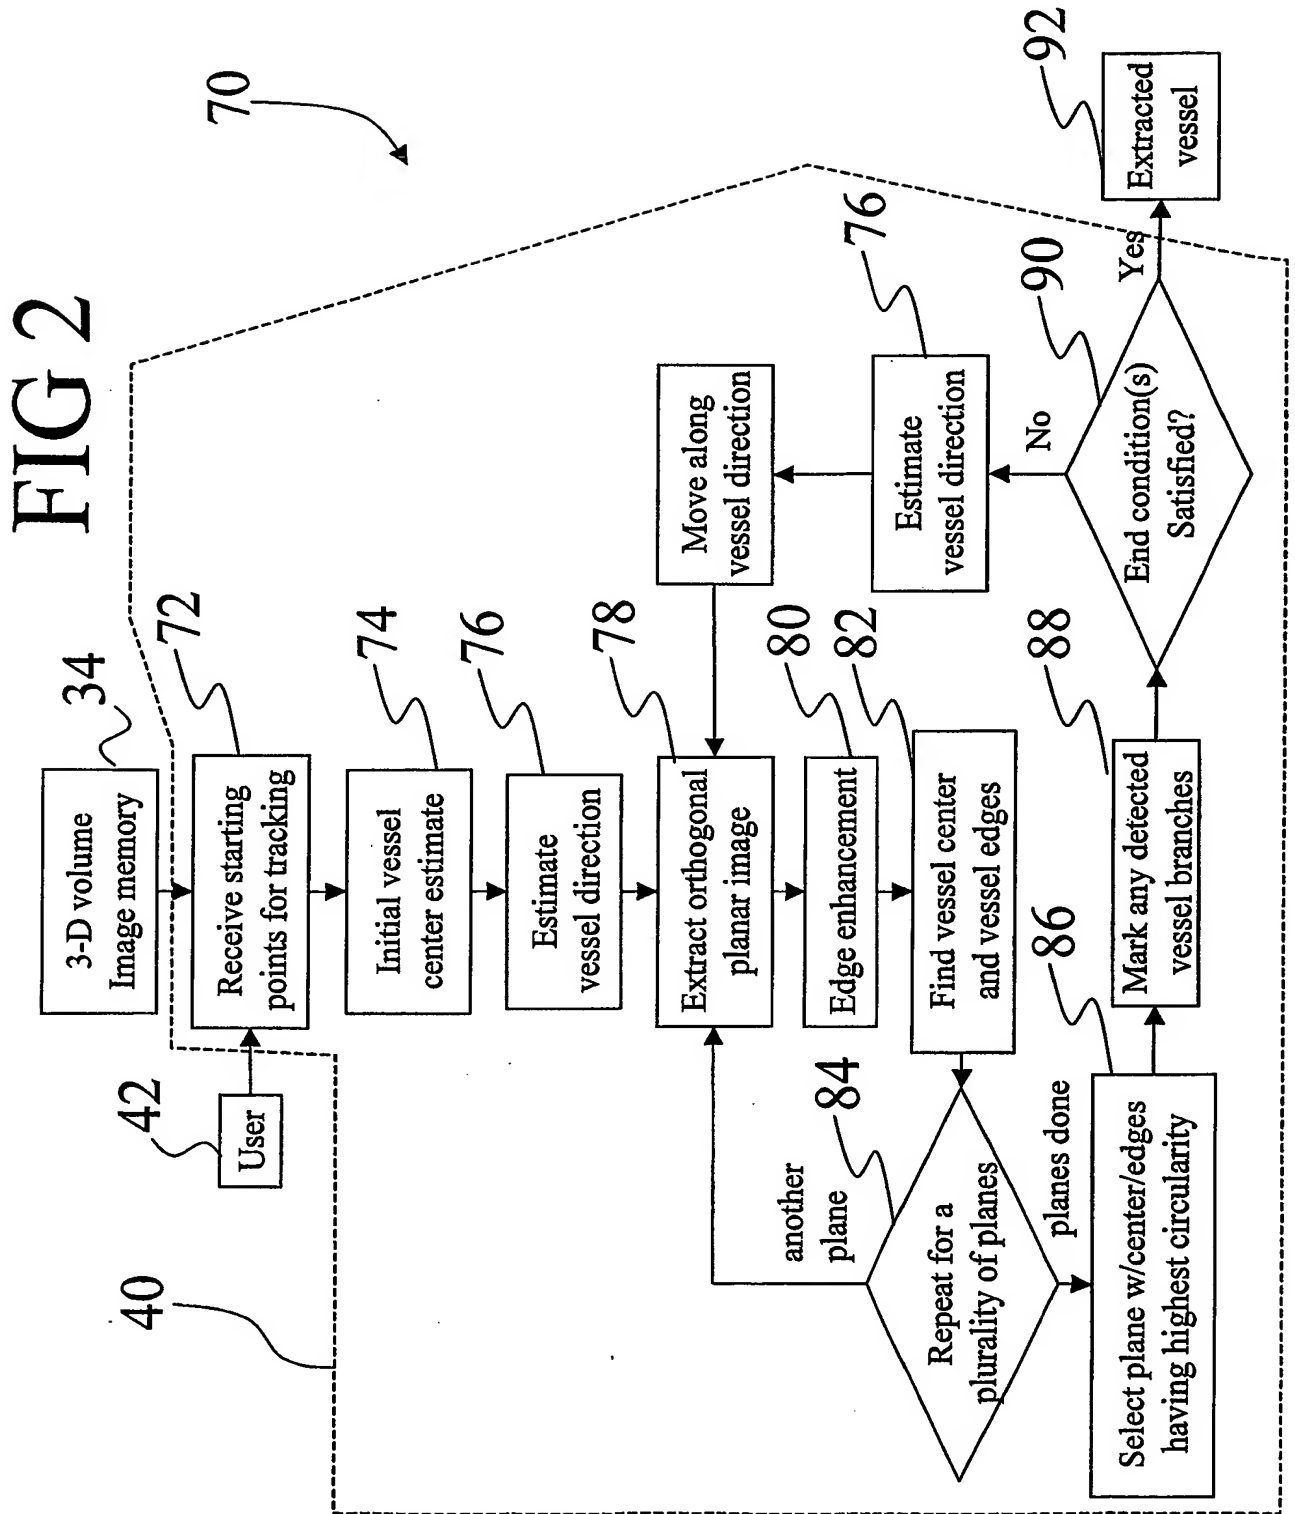 FIG 2
70
3-D volume
Image memory
34
42
User
40
Receive starting
points for tracking
72
Initial vessel
center estimate
74
Estimate
vessel direction
76
Extract orthogonal
planar image
78
Move along
vessel direction
Estimate
vessel direction
76
Edge enhancement
80
Find vessel center
and vessel edges
82
another
plane
84
Repeat for a
plurality of planes
planes done
Select plane w/center/edges
having highest circularity
86
Mark any detected
vessel branches
88
End condition(s)
Satisfied?
90
No
Yes
Extracted
vessel
92